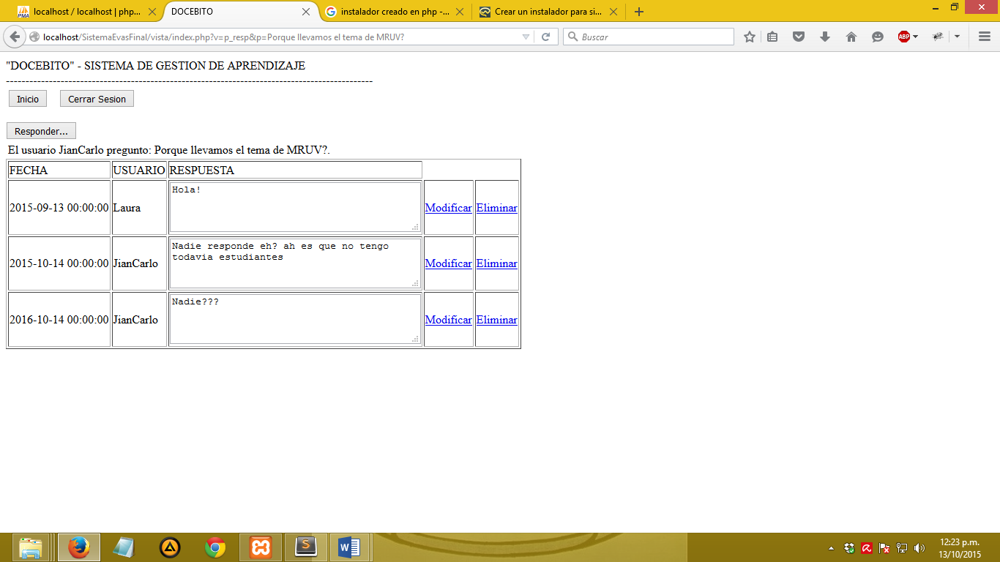 localhost / localhost | php...
DOCEBITO
instalador creado en php -...
Crear un instalador para si...
localhost/SistemaEvasFinal/vista/index.php?v=p_resp&p=Porque llevamos el tema de MRUV?
Buscar
ABP
"DOCEBITO" - SISTEMA DE GESTION DE APRENDIZAJE
----------------------------------------------------------------------------------------------------
Inicio Cerrar Sesion
Responder...
El usuario JianCarlo pregunto: Porque llevamos el tema de MRUV?.
FECHA USUARIO RESPUESTA
2015-09-13 00:00:00 Laura Hola! Modificar Eliminar
2015-10-14 00:00:00 JianCarlo Nadie responde eh? ah es que no tengo
todavia estudiantes Modificar Eliminar
2016-10-14 00:00:00 JianCarlo Nadie??? Modificar Eliminar
12:23 p.m.
13/10/2015